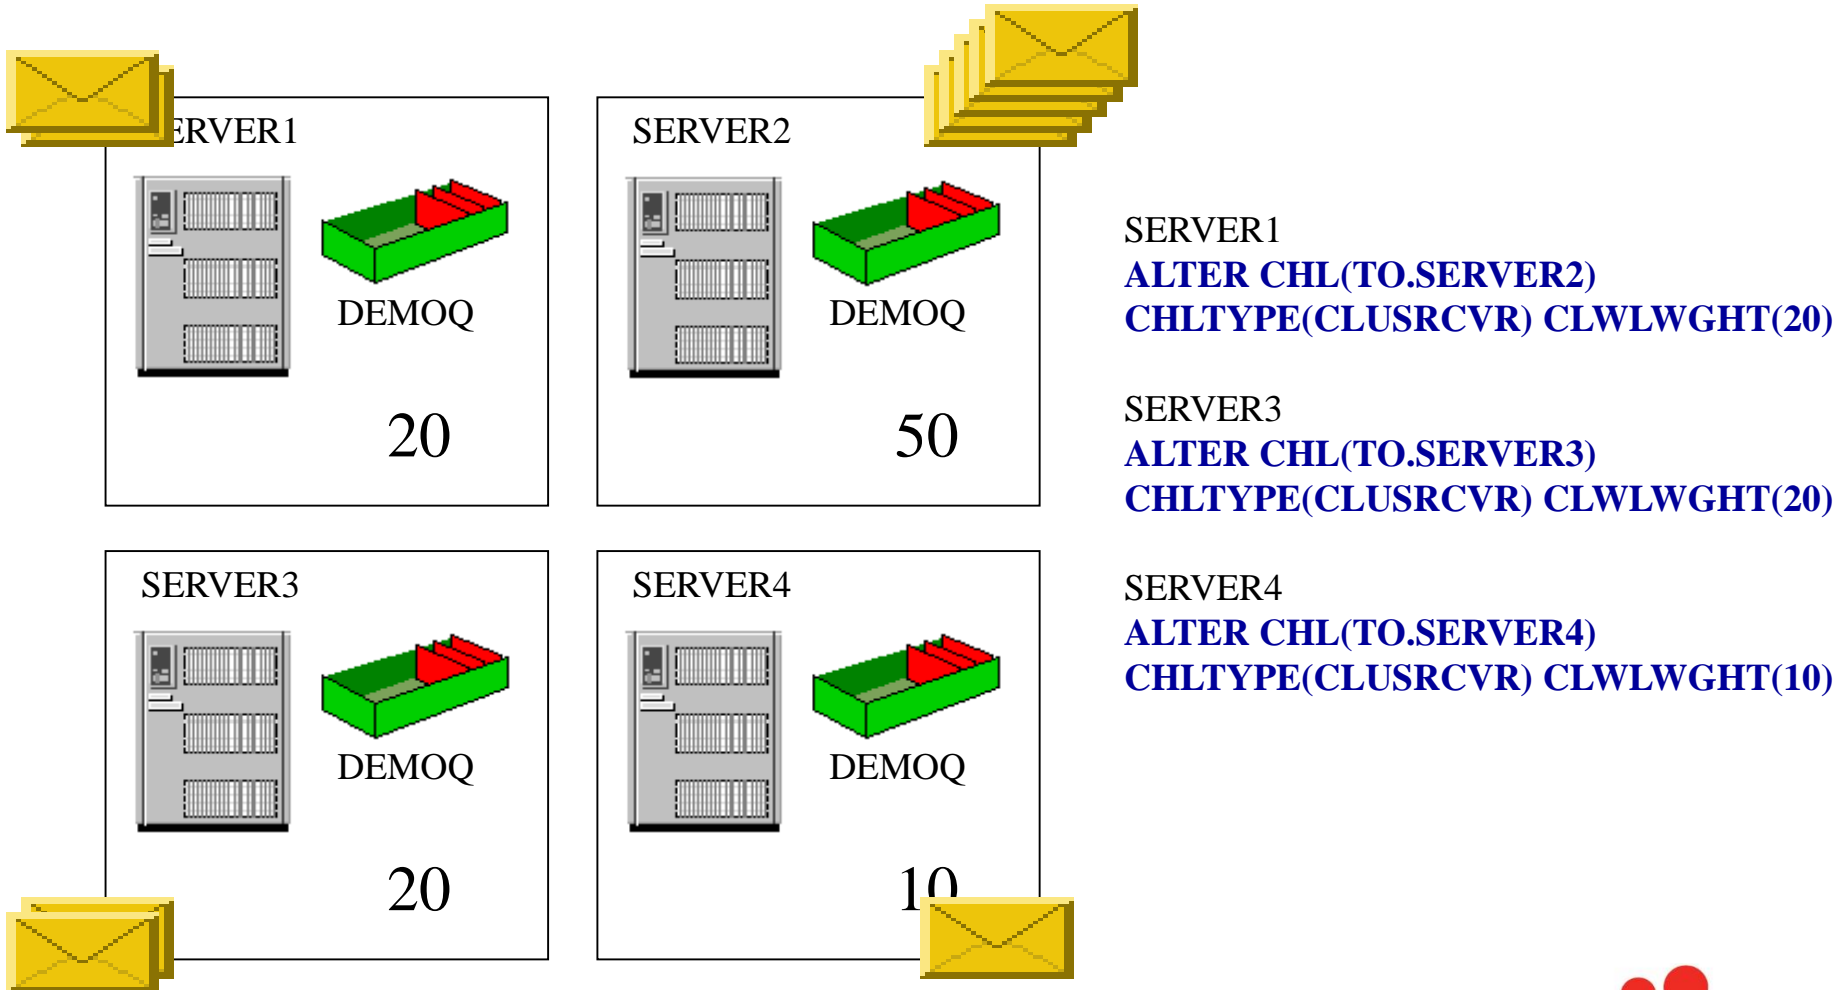 ERVER1
DEMOQ
20
SERVER2
DEMOQ
50
SERVER3
DEMOQ
20
SERVER4
DEMOQ
10
SERVER1
ALTER CHL(TO.SERVER2)
CHLTYPE(CLUSRCVR) CLWLWGHT(20)
SERVER3
ALTER CHL(TO.SERVER3)
CHLTYPE(CLUSRCVR) CLWLWGHT(20)
SERVER4
ALTER CHL(TO.SERVER4)
CHLTYPE(CLUSRCVR) CLWLWGHT(10)